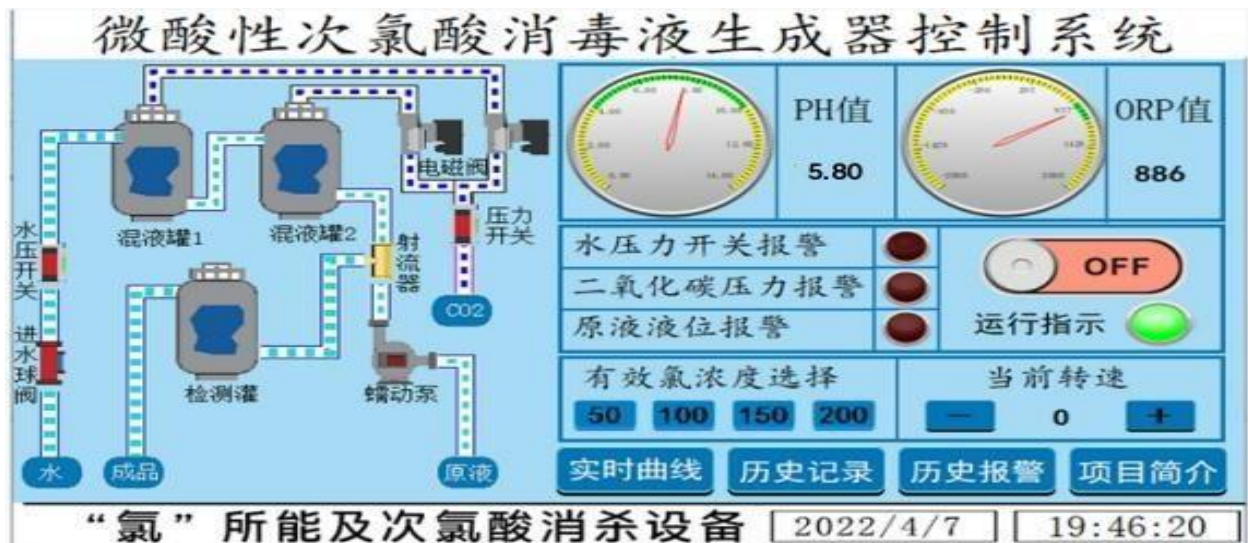 微酸性次氯酸消毒液生成器控制系统
电磁阀
混液罐1
混液罐2
压力
开关
水压开关
射流器
CO2
进水球阀
检测灌
蠕动泵
水
成品
原液
PH值
5.80
ORP值
886
水压力开关报警
二氧化碳压力报警
原液液位报警
OFF
运行指示
有效氯浓度选择
50 100 150 200
当前转速
— 0 +
实时曲线 历史记录 历史报警 项目简介
“氯”所能及次氯酸消杀设备 2022/4/7 19:46:20